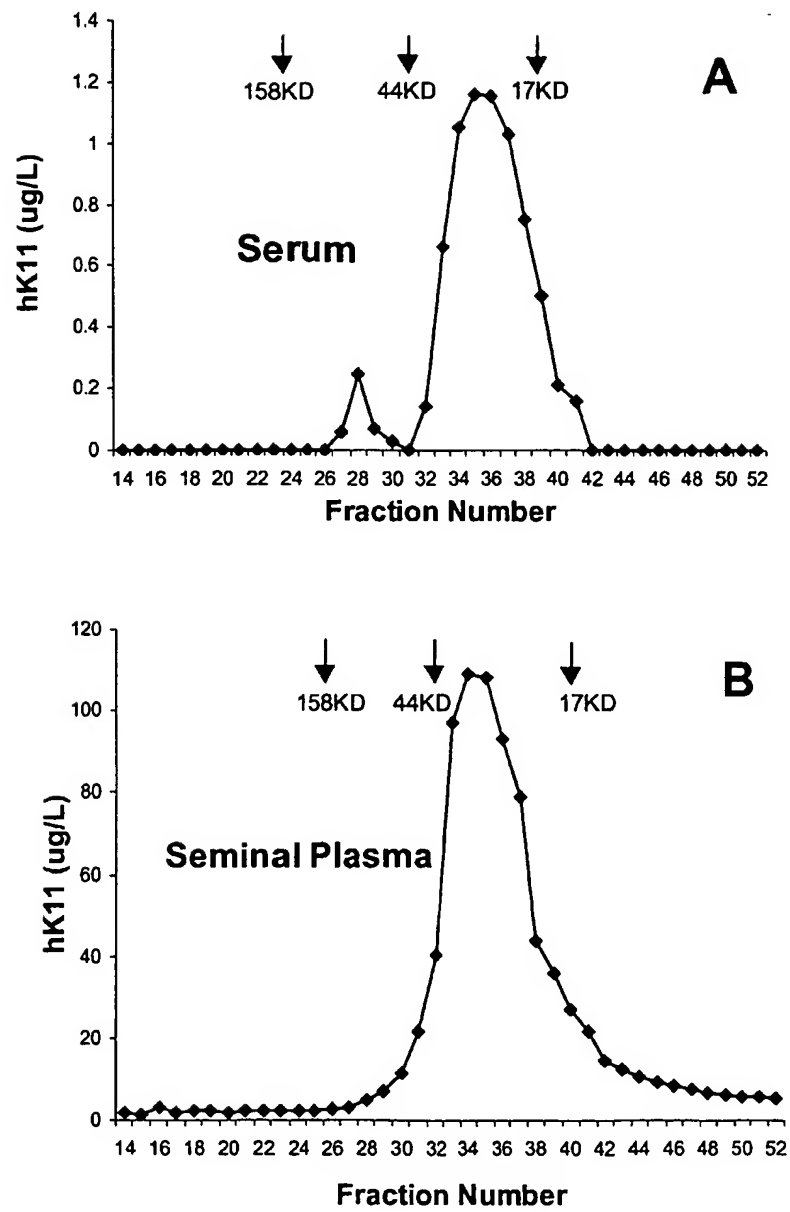 1.4
A
158KD 44KD 17KD
1.2
1
0.8
hK11 (ug/L)
Serum
0.6
0.4
0.2
0
14 16 18 20 22 24 26 28 30 32 34 36 38 40 42 44 46 48 50 52
Fraction Number
120
B
158KD 44KD 17KD
100
80
hK11 (ug/L)
Seminal Plasma
60
40
20
0
14 16 18 20 22 24 26 28 30 32 34 36 38 40 42 44 46 48 50 52
Fraction Number